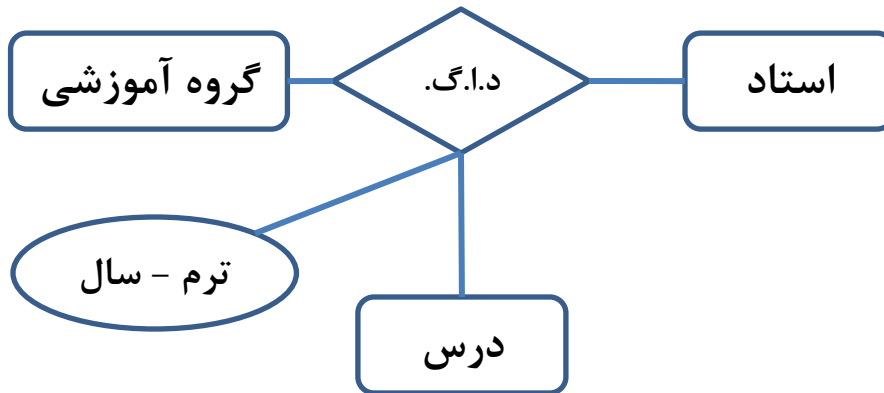 استاد
د.ا.گ.
گروه آموزشی
ترم – سال
درس